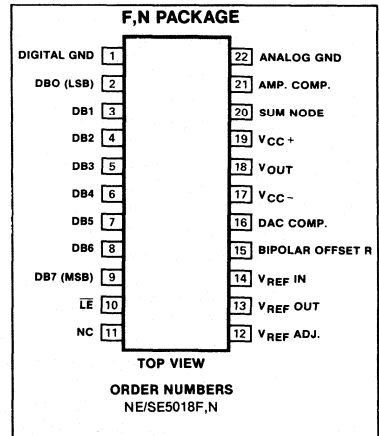 F,N PACKAGE
DIGITAL GND 1
DBO (LSB) 2
DB1 3
DB2 4
DB3 5
DB4 6
DB5 7
DB6 8
DB7 (MSB) 9
L̅E̅ 10
NC 11
22 ANALOG GND
21 AMP. COMP.
20 SUM NODE
19 VCC +
18 VOUT
17 VCC −
16 DAC COMP.
15 BIPOLAR OFFSET R
14 VREF IN
13 VREF OUT
12 VREF ADJ.
TOP VIEW
ORDER NUMBERS
NE/SE5018F,N